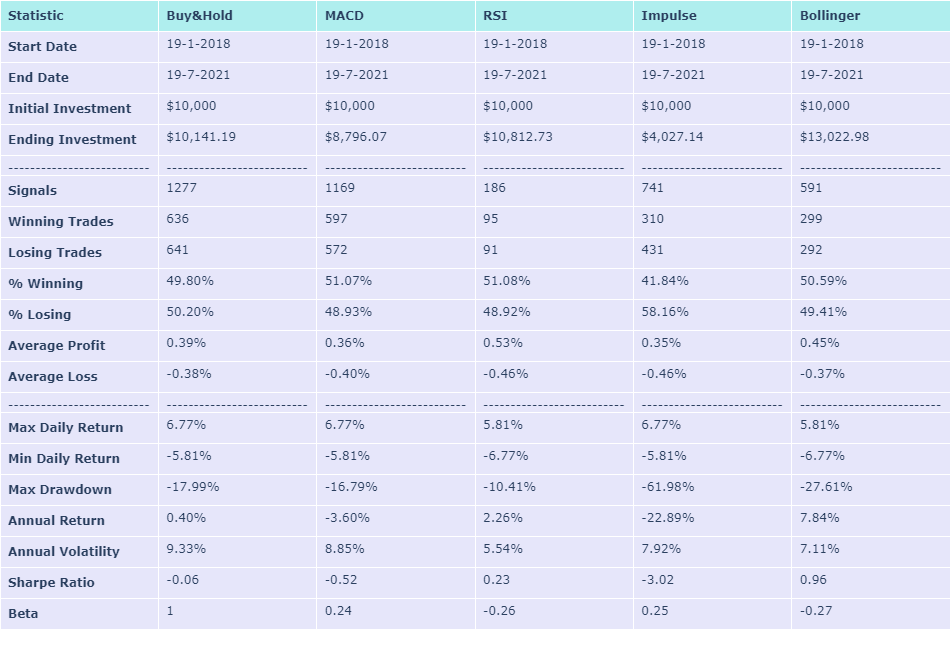 Statistic Buy&Hold MACD RSI Impulse Bollinger
Start Date 19-1-2018 19-1-2018 19-1-2018 19-1-2018 19-1-2018
End Date 19-7-2021 19-7-2021 19-7-2021 19-7-2021 19-7-2021
Initial Investment $10,000 $10,000 $10,000 $10,000 $10,000
Ending Investment $10,141.19 $8,796.07 $10,812.73 $4,027.14 $13,022.98
-------------------------- -------------------------- -------------------------- -------------------------- -------------------------- --------------------------
Signals 1277 1169 186 741 591
Winning Trades 636 597 95 310 299
Losing Trades 641 572 91 431 292
% Winning 49.80% 51.07% 51.08% 41.84% 50.59%
% Losing 50.20% 48.93% 48.92% 58.16% 49.41%
Average Profit 0.39% 0.36% 0.53% 0.35% 0.45%
Average Loss -0.38% -0.40% -0.46% -0.46% -0.37%
-------------------------- -------------------------- -------------------------- -------------------------- -------------------------- --------------------------
Max Daily Return 6.77% 6.77% 5.81% 6.77% 5.81%
Min Daily Return -5.81% -5.81% -6.77% -5.81% -6.77%
Max Drawdown -17.99% -16.79% -10.41% -61.98% -27.61%
Annual Return 0.40% -3.60% 2.26% -22.89% 7.84%
Annual Volatility 9.33% 8.85% 5.54% 7.92% 7.11%
Sharpe Ratio -0.06 -0.52 0.23 -3.02 0.96
Beta 1 0.24 -0.26 0.25 -0.27